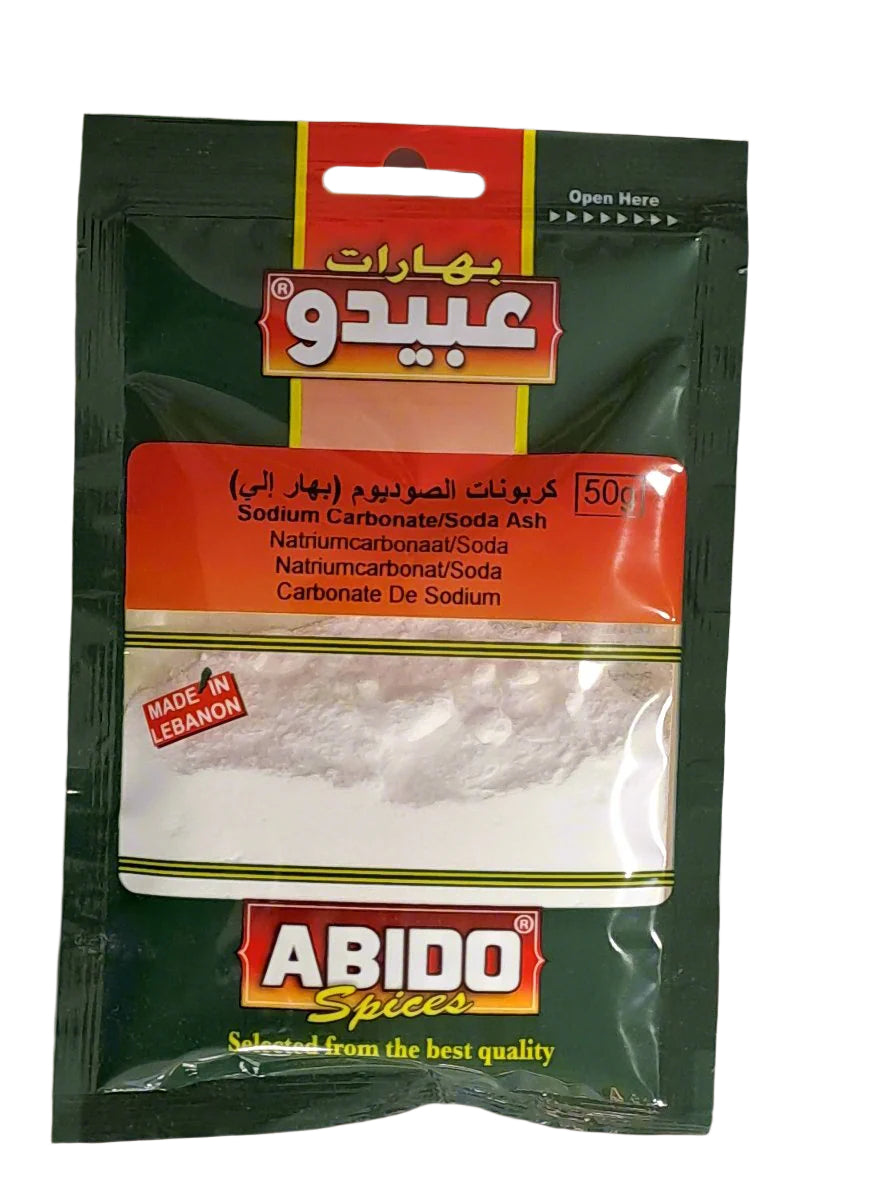 Open Here
بهارات
عبيدو®
كربونات الصوديوم (بهار إلي) 50g
Sodium Carbonate/Soda Ash
Natriumcarbonaat/Soda
Natriumcarbonat/Soda
Carbonate De Sodium
MADE IN
LEBANON
ABIDO®
Spices
Selected from the best quality